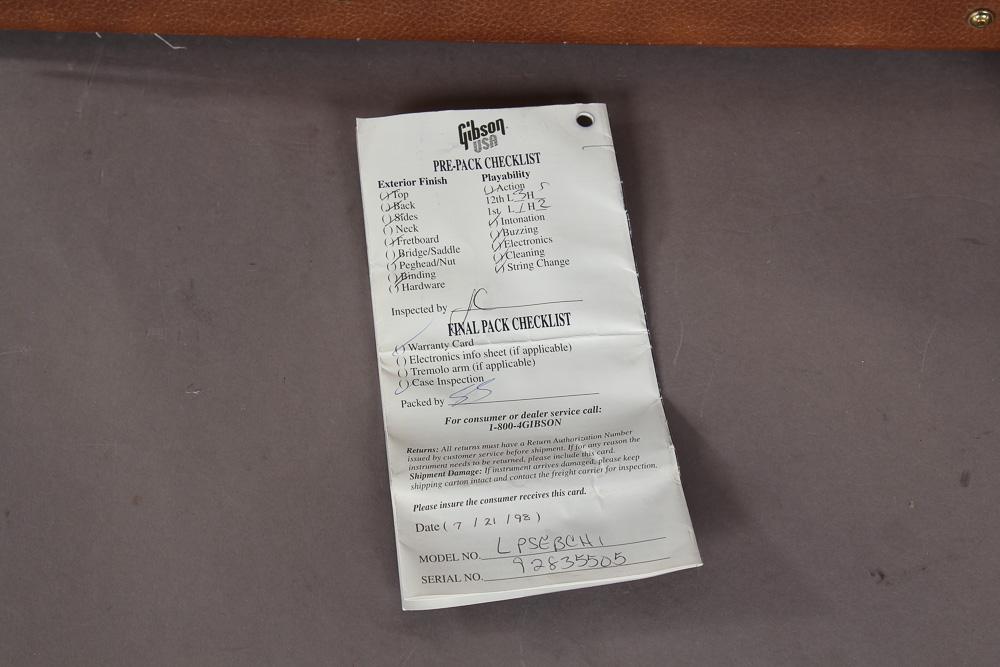 Gibson
USA
PRE-PACK CHECKLIST
Exterior Finish
( ) Top
( ) Back
( ) Sides
( ) Neck
( ) Fretboard
( ) Bridge/Saddle
( ) Peghead/Nut
( ) Binding
( ) Hardware
Playability
( ) Action
12th L 3 H 5
1st L 1 H 2
( ) Intonation
( ) Buzzing
( ) Electronics
( ) Cleaning
( ) String Change
Inspected by JC
FINAL PACK CHECKLIST
( ) Warranty Card
( ) Electronics info sheet (if applicable)
( ) Tremolo arm (if applicable)
( ) Case Inspection
Packed by SS
For consumer or dealer service call:
1-800-4GIBSON
Returns: All returns must have a Return Authorization Number
issued by customer service before shipment. If for any reason the
instrument needs to be returned, please include this card.
Shipment Damage: If instrument arrives damaged, please keep
shipping carton intact and contact the freight carrier for inspection.
Please insure the consumer receives this card.
Date ( 7 / 21 / 98 )
MODEL NO. LPSEBCH1
SERIAL NO. 92835505